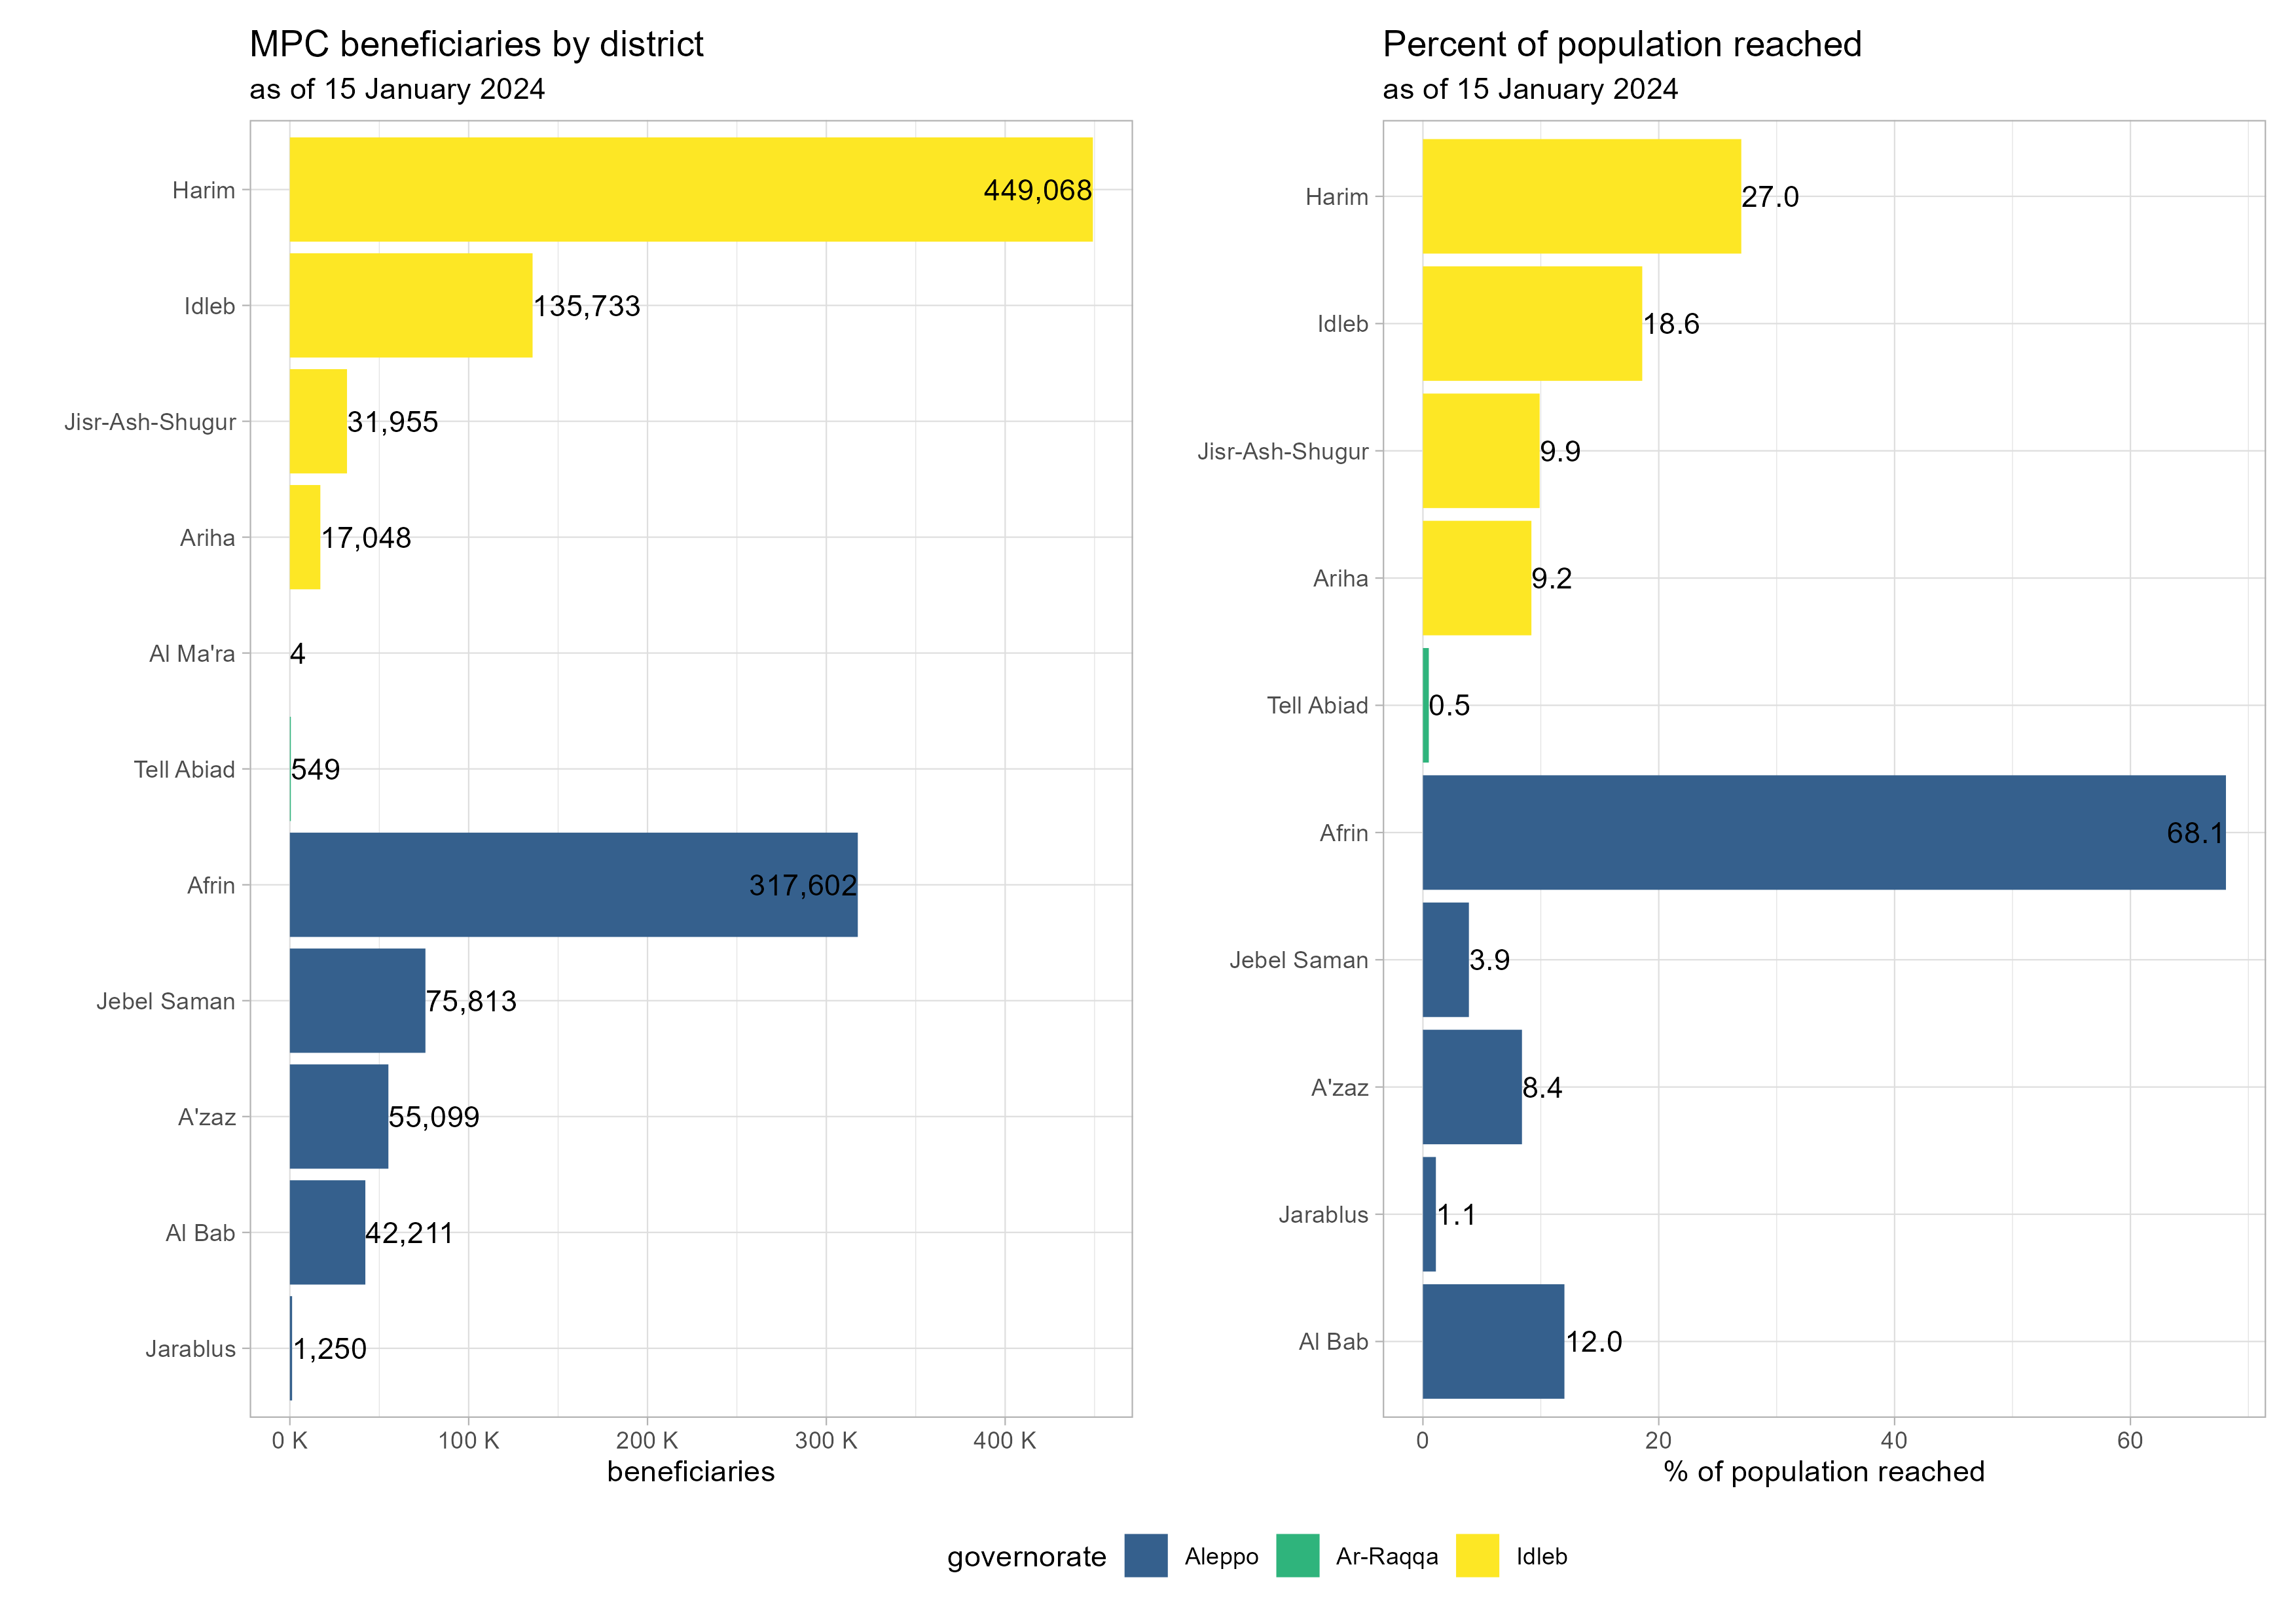 MPC beneficiaries by district
as of 15 January 2024
Harim 449,068
Idleb 135,733
Jisr-Ash-Shugur 31,955
Ariha 17,048
Al Ma'ra 4
Tell Abiad 549
Afrin 317,602
Jebel Saman 75,813
A'zaz 55,099
Al Bab 42,211
Jarablus 1,250
0 K 100 K 200 K 300 K 400 K
beneficiaries
Percent of population reached
as of 15 January 2024
Harim 27.0
Idleb 18.6
Jisr-Ash-Shugur 9.9
Ariha 9.2
Tell Abiad 0.5
Afrin 68.1
Jebel Saman 3.9
A'zaz 8.4
Jarablus 1.1
Al Bab 12.0
0 20 40 60
% of population reached
governorate Aleppo Ar-Raqqa Idleb